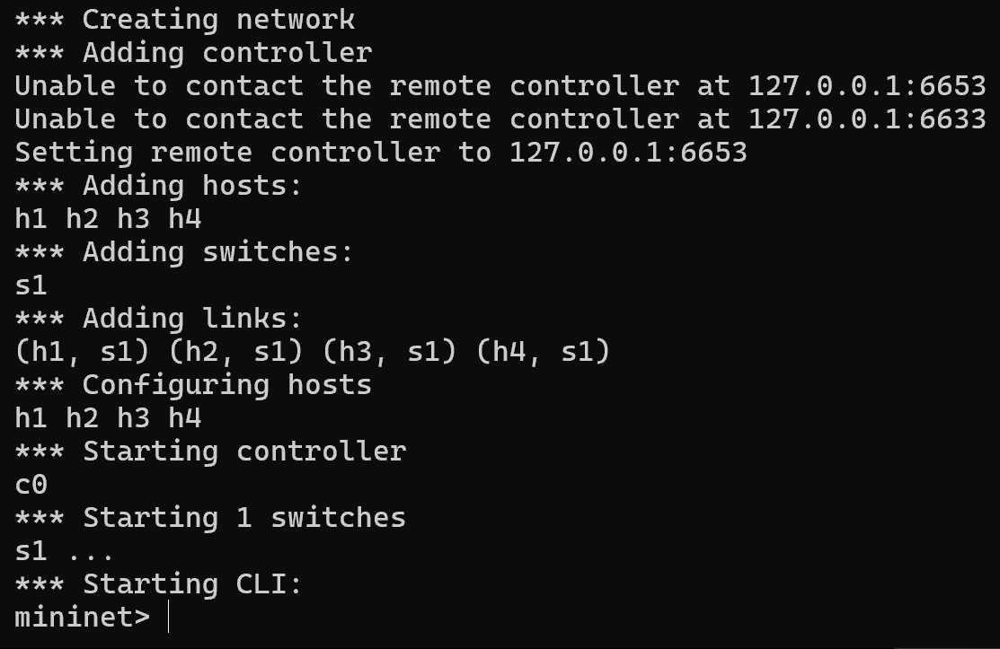 *** Creating network
*** Adding controller
Unable to contact the remote controller at 127.0.0.1:6653
Unable to contact the remote controller at 127.0.0.1:6633
Setting remote controller to 127.0.0.1:6653
*** Adding hosts:
h1 h2 h3 h4
*** Adding switches:
s1
*** Adding links:
(h1, s1) (h2, s1) (h3, s1) (h4, s1)
*** Configuring hosts
h1 h2 h3 h4
*** Starting controller
c0
*** Starting 1 switches
s1 ...
*** Starting CLI:
mininet>